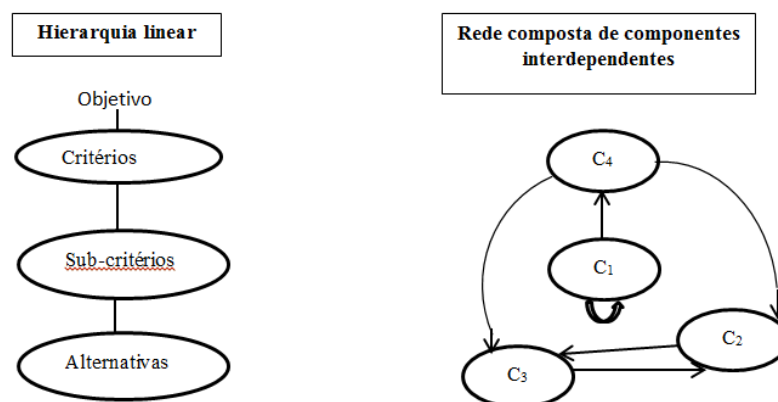 Hierarquia linear
Objetivo
Critérios
Sub-critérios
Alternativas
Rede composta de componentes
interdependentes
C4
C1
C2
C3